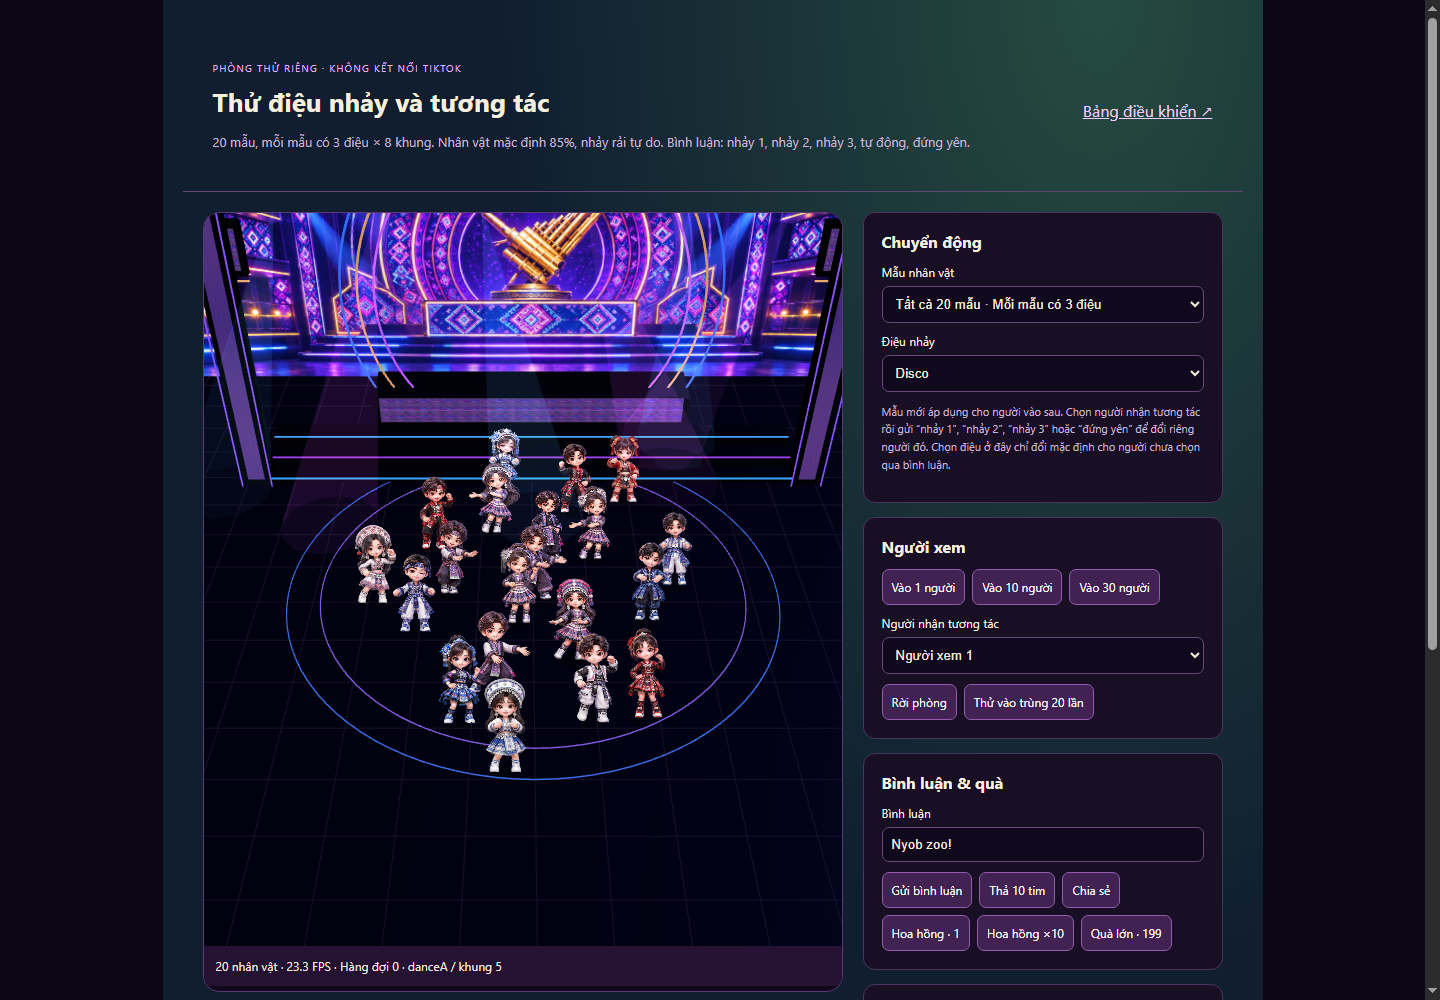 PHÒNG THỬ RIÊNG · KHÔNG KẾT NỐI TIKTOK
Thử điệu nhảy và tương tác
20 mẫu, mỗi mẫu có 3 điệu × 8 khung. Nhân vật mặc định 85%, nhảy rải tự do. Bình luận: nhảy 1, nhảy 2, nhảy 3, tự động, đứng yên.
Bảng điều khiển ↗
20 nhân vật · 23.3 FPS · Hàng đợi 0 · danceA / khung 5
Chuyển động
Mẫu nhân vật
Tất cả 20 mẫu · Mỗi mẫu có 3 điệu
Điệu nhảy
Disco
Mẫu mới áp dụng cho người vào sau. Chọn người nhận tương tác
rồi gửi “nhảy 1”, “nhảy 2”, “nhảy 3” hoặc “đứng yên” để đổi riêng
người đó. Chọn điệu ở đây chỉ đổi mặc định cho người chưa chọn
qua bình luận.
Người xem
Vào 1 người
Vào 10 người
Vào 30 người
Người nhận tương tác
Người xem 1
Rời phòng
Thử vào trùng 20 lần
Bình luận & quà
Bình luận
Nyob zoo!
Gửi bình luận
Thả 10 tim
Chia sẻ
Hoa hồng · 1
Hoa hồng ×10
Quà lớn · 199